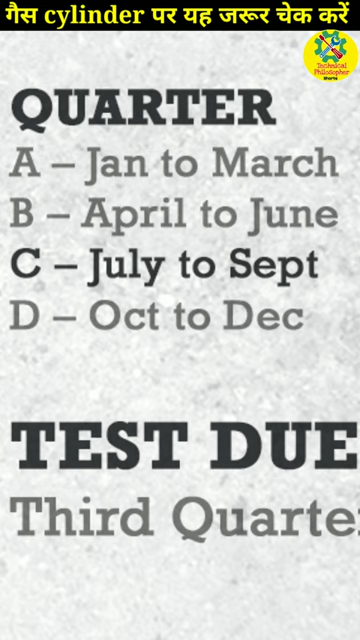 गैस cylinder पर यह जरूर चेक करें
Technical
Philosopher
Shorts
QUARTER
A – Jan to March
B – April to June
C – July to Sept
D – Oct to Dec
TEST DUE
Third Quarte